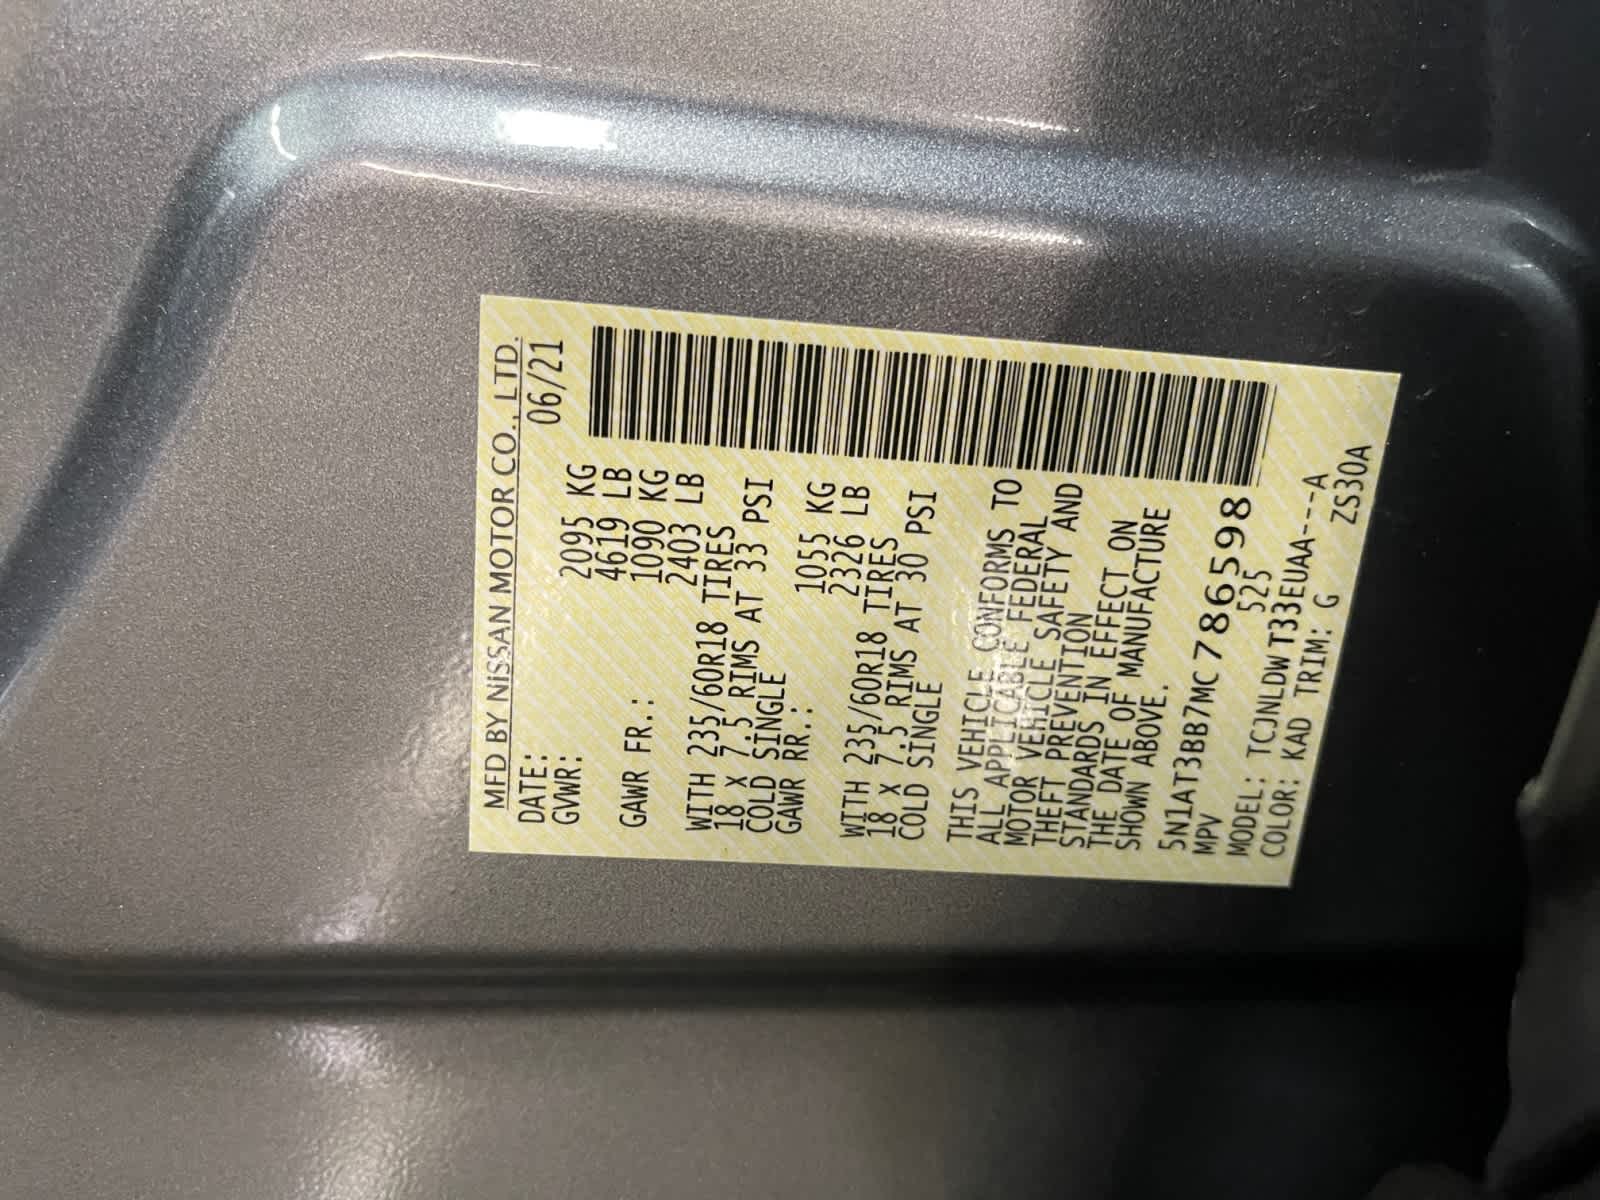 MFD BY NISSAN MOTOR CO., LTD.
DATE: 06/21
GVWR: 2095 KG
4619 LB
GAWR FR.: 1090 KG
2403 LB
WITH 235/60R18 TIRES
18 X 7.5 RIMS AT 33 PSI
COLD SINGLE
GAWR RR.: 1055 KG
2326 LB
WITH 235/60R18 TIRES
18 X 7.5 RIMS AT 30 PSI
COLD SINGLE
THIS VEHICLE CONFORMS TO
ALL APPLICABLE FEDERAL
MOTOR VEHICLE SAFETY AND
THEFT PREVENTION
STANDARDS IN EFFECT ON
THE DATE OF MANUFACTURE
SHOWN ABOVE.
5N1AT3BB7MC786598
MPV 525
MODEL: TCJNLDWT33EUAA---A
COLOR: KAD TRIM: G ZS30A